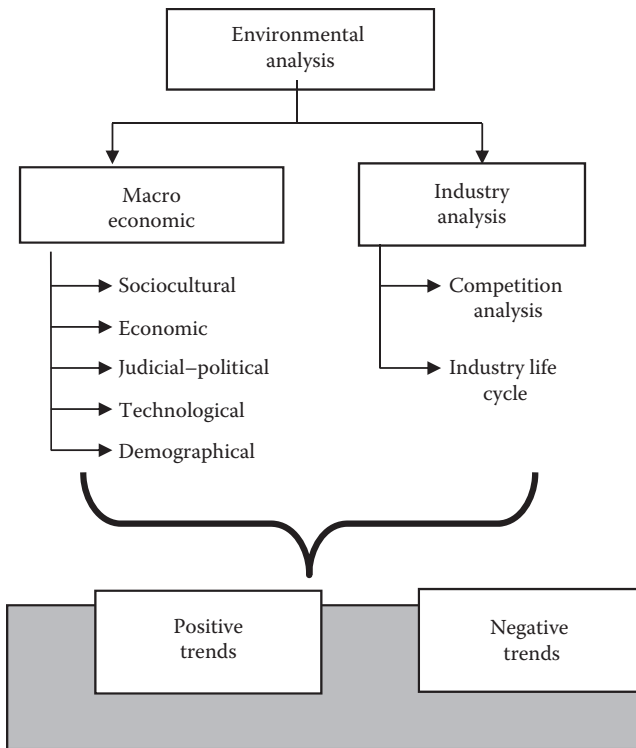 Environmental
analysis
Macro
economic
Sociocultural
Economic
Judicial–political
Technological
Demographical
Industry
analysis
Competition
analysis
Industry life
cycle
Positive
trends
Negative
trends